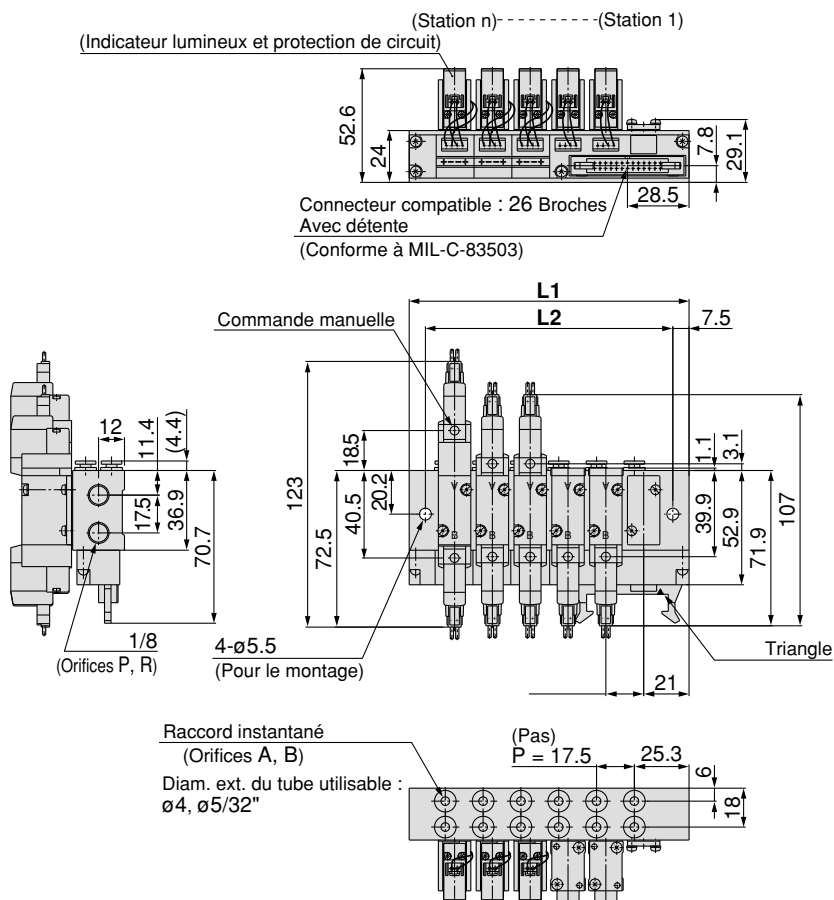 (Station n) (Station 1)
(Indicateur lumineux et protection de circuit)
52.6
24
7.8
29.1
28.5
Connecteur compatible : 26 Broches
Avec détente
(Conforme à MIL-C-83503)
L1
L2
7.5
Commande manuelle
12
11.4
(4.4)
17.5
36.9
70.7
1/8
(Orifices P, R)
123
72.5
40.5
20.2
18.5
V
V
V
V
V
B
B
B
B
B
1.1
3.1
39.9
52.9
71.9
107
4-ø5.5
(Pour le montage)
Triangle
21
Raccord instantané
(Orifices A, B)
Diam. ext. du tube utilisable :
ø4, ø5/32"
(Pas)
P = 17.5
25.3
6
18